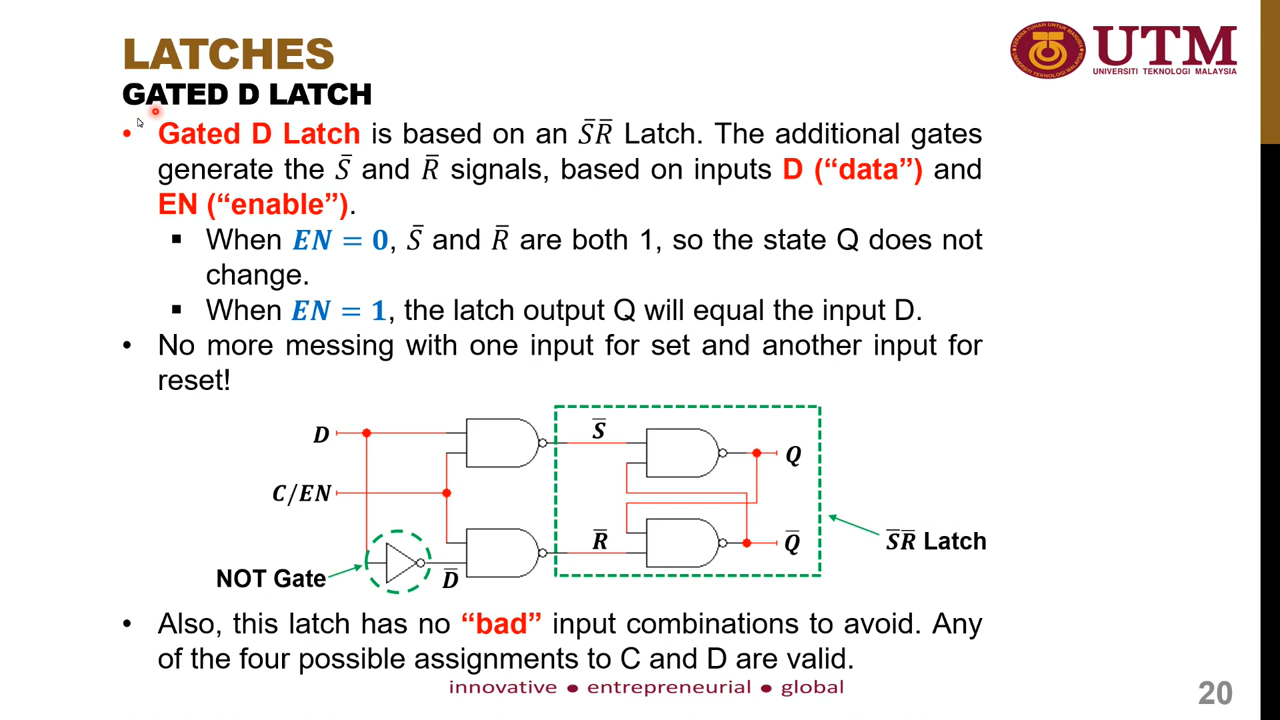 LATCHES
UTM
UNIVERSITI TEKNOLOGI MALAYSIA
GATED D LATCH
• Gated D Latch is based on an S̅R̅ Latch. The additional gates
generate the S̅ and R̅ signals, based on inputs D (“data”) and
EN (“enable”).
▪ When EN = 0, S̅ and R̅ are both 1, so the state Q does not
change.
▪ When EN = 1, the latch output Q will equal the input D.
• No more messing with one input for set and another input for
reset!
D
S̅
Q
C/EN
R̅
Q̅
S̅R̅ Latch
NOT Gate
D̅
• Also, this latch has no “bad” input combinations to avoid. Any
of the four possible assignments to C and D are valid.
innovative ● entrepreneurial ● global
20